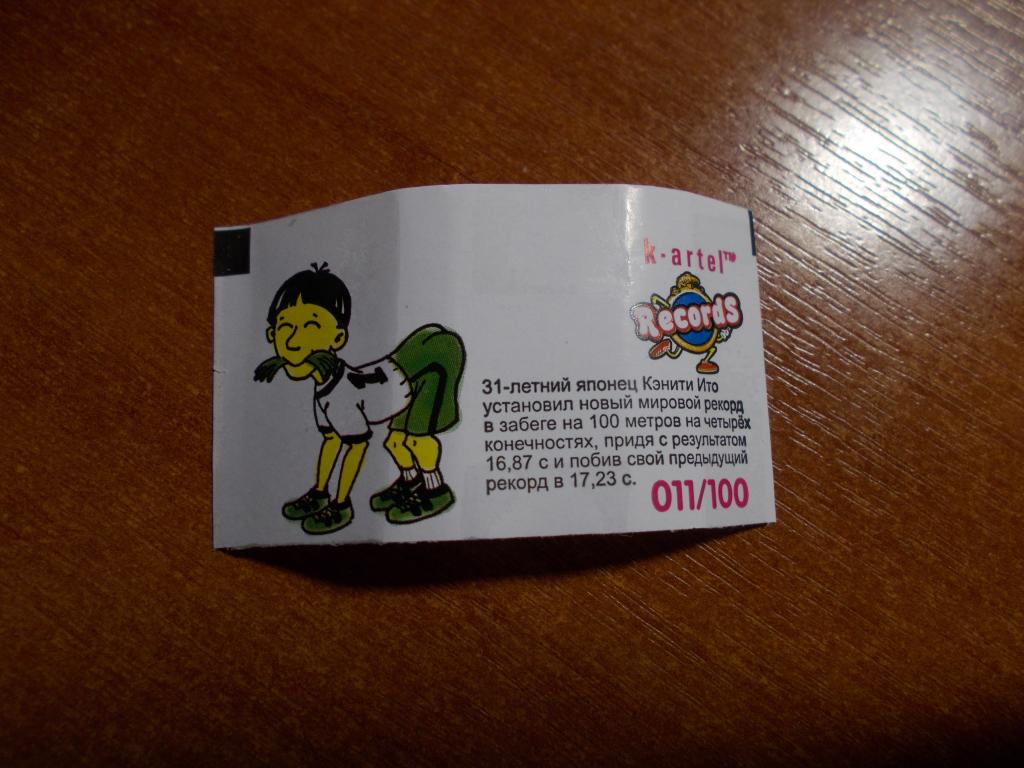 k-artel™
Records
31-летний японец Кэнити Ито
установил новый мировой рекорд
в забеге на 100 метров на четырёх
конечностях, придя с результатом
16,87 с и побив свой предыдущий
рекорд в 17,23 с.
011/100
1